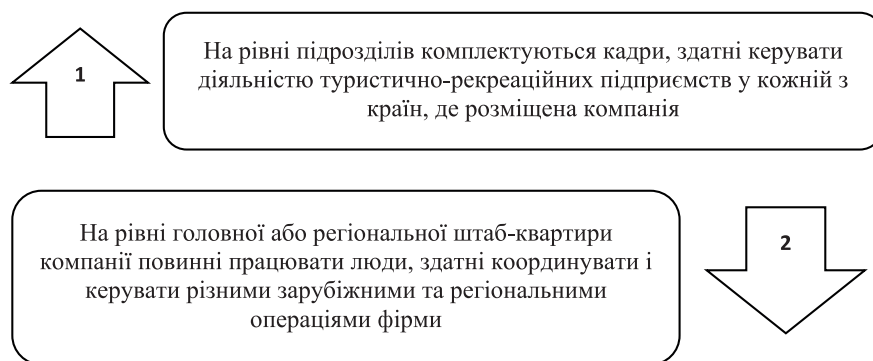 1
На рівні підрозділів комплектуються кадри, здатні керувати
діяльністю туристично-рекреаційних підприємств у кожній з
країн, де розміщена компанія
На рівні головної або регіональної штаб-квартири
компанії повинні працювати люди, здатні координувати і
керувати різними зарубіжними та регіональними
операціями фірми
2